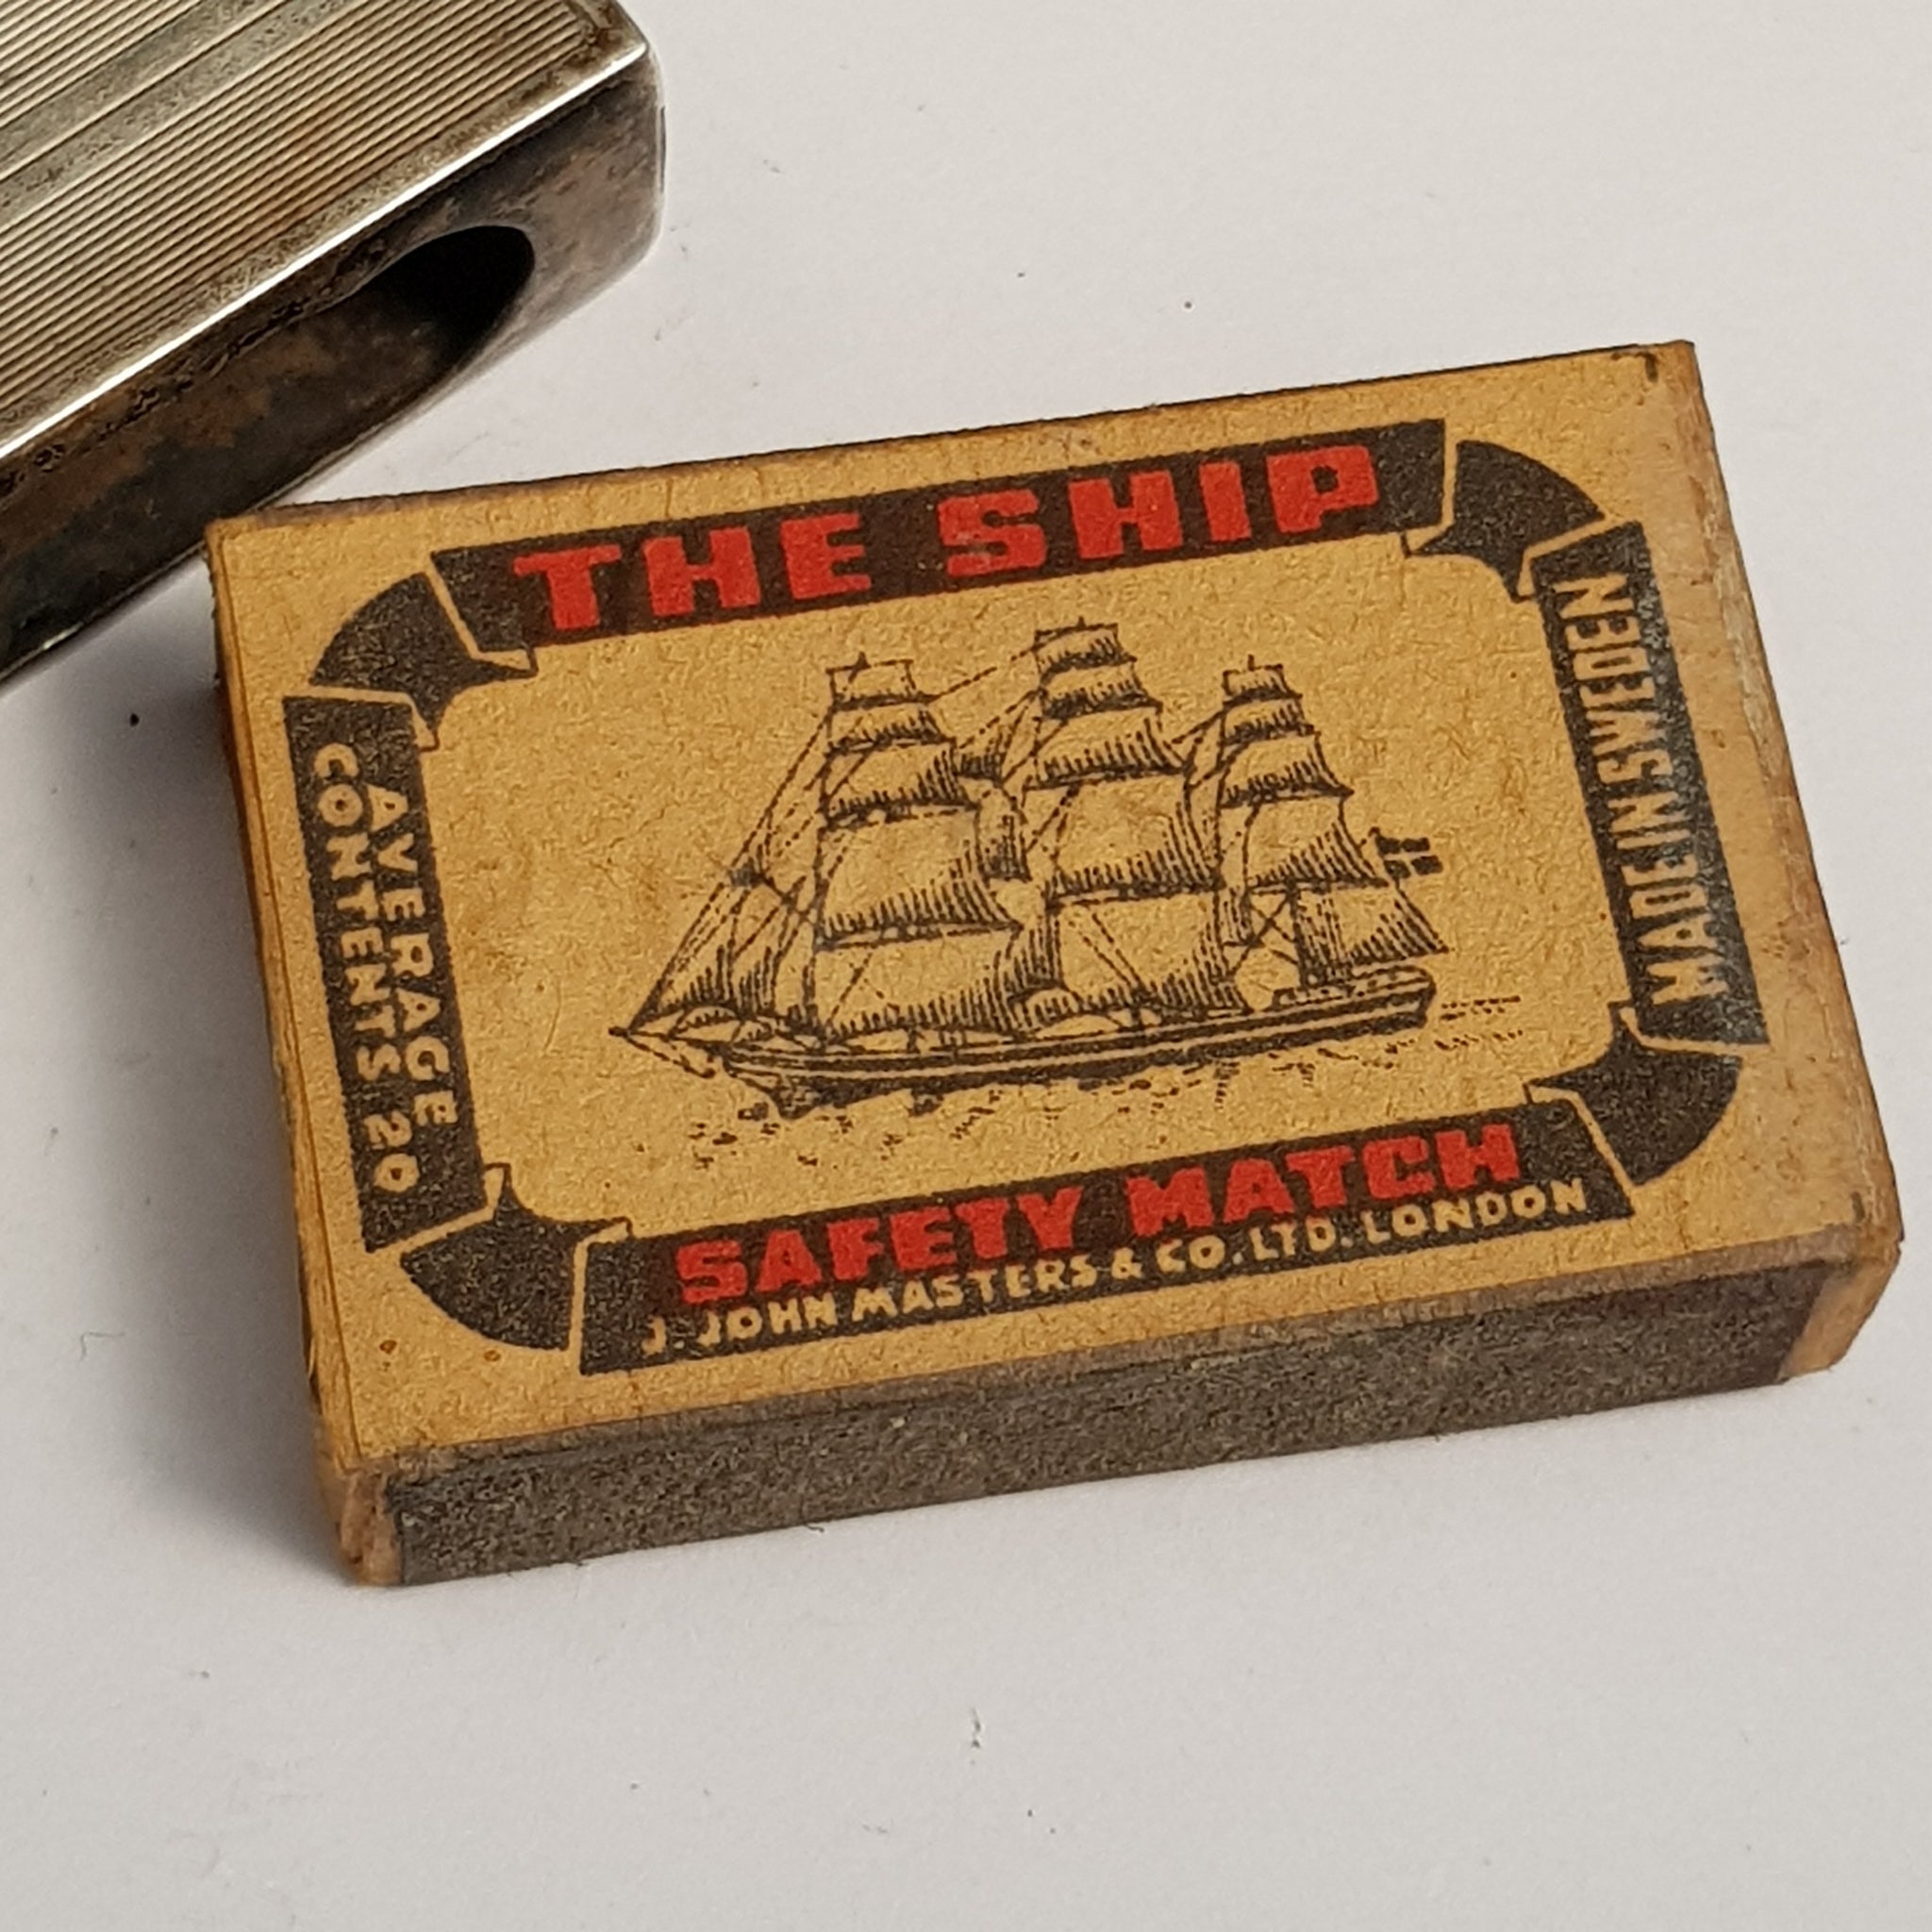 THE SHIP
AVERAGE
CONTENTS 20
MADE IN SWEDEN
SAFETY MATCH
J. JOHN MASTERS & CO. LTD. LONDON